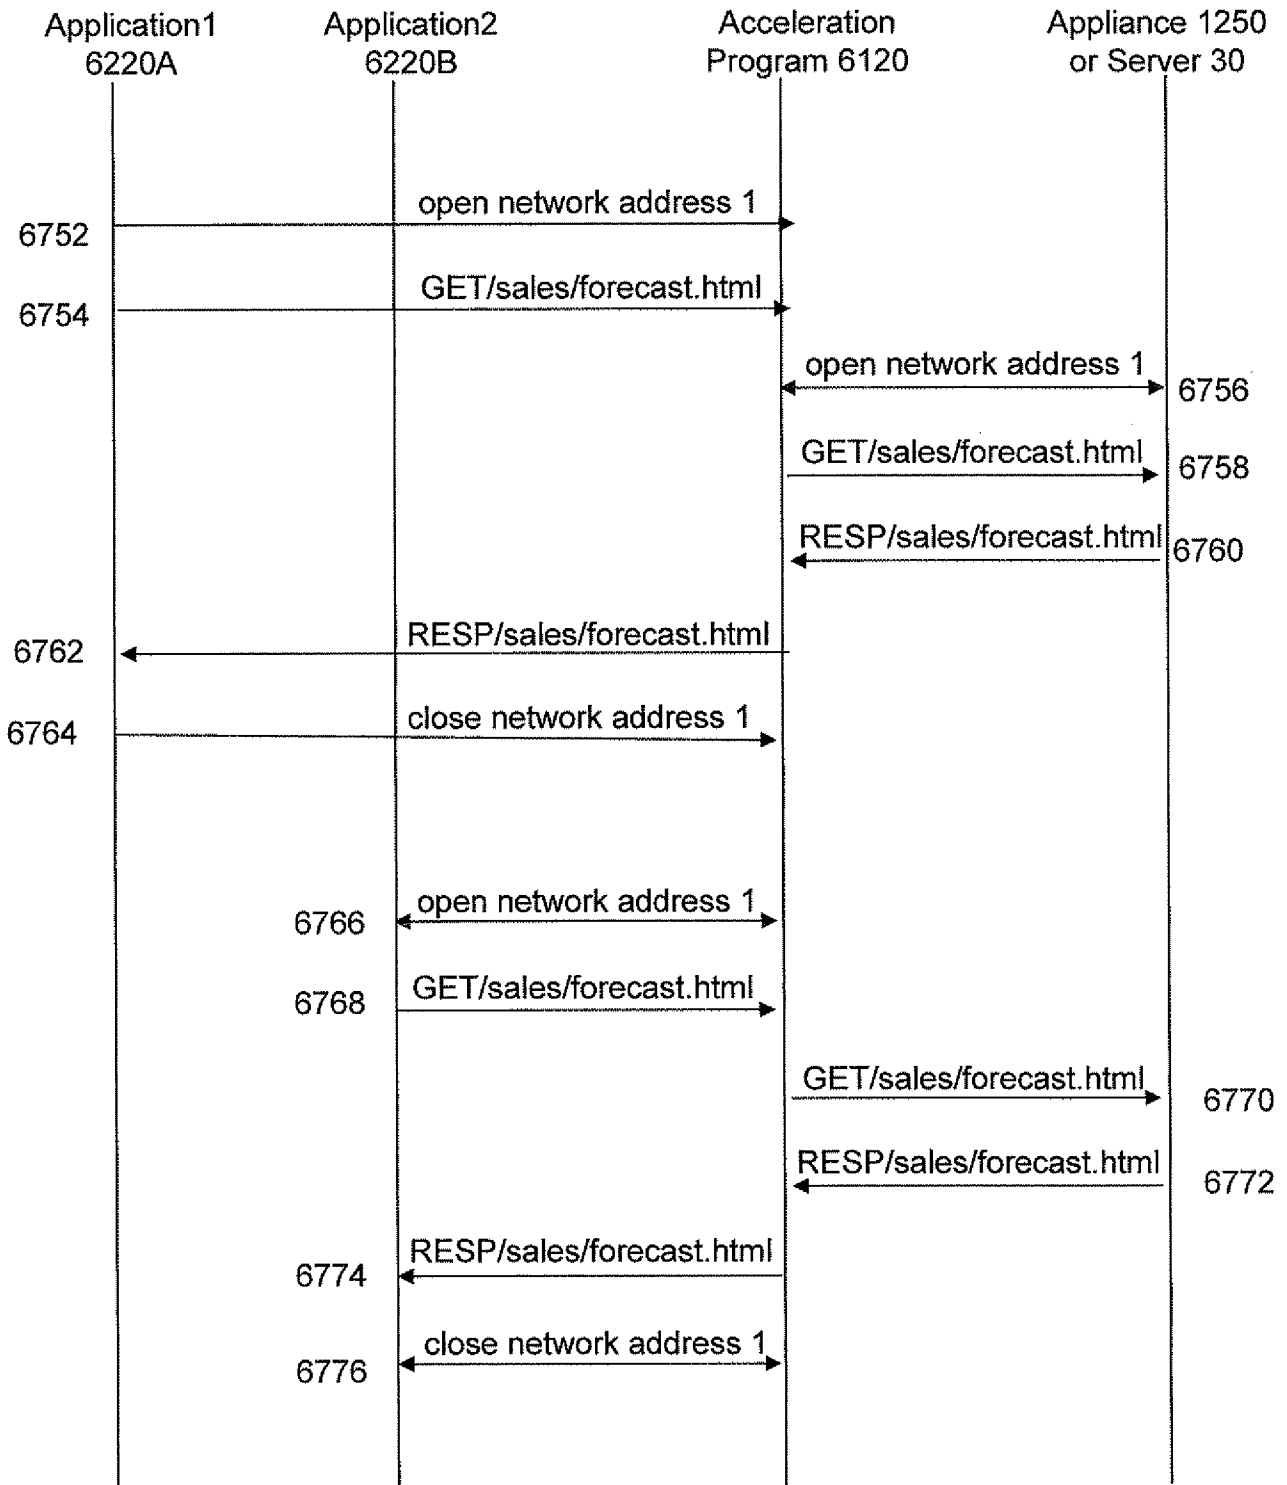 Application1
6220A
Application2
6220B
Acceleration
Program 6120
Appliance 1250
or Server 30
open network address 1
6752
GET/sales/forecast.html
6754
open network address 1
6756
GET/sales/forecast.html
6758
RESP/sales/forecast.html
6760
RESP/sales/forecast.html
6762
close network address 1
6764
open network address 1
6766
GET/sales/forecast.html
6768
GET/sales/forecast.html
6770
RESP/sales/forecast.html
6772
RESP/sales/forecast.html
6774
close network address 1
6776